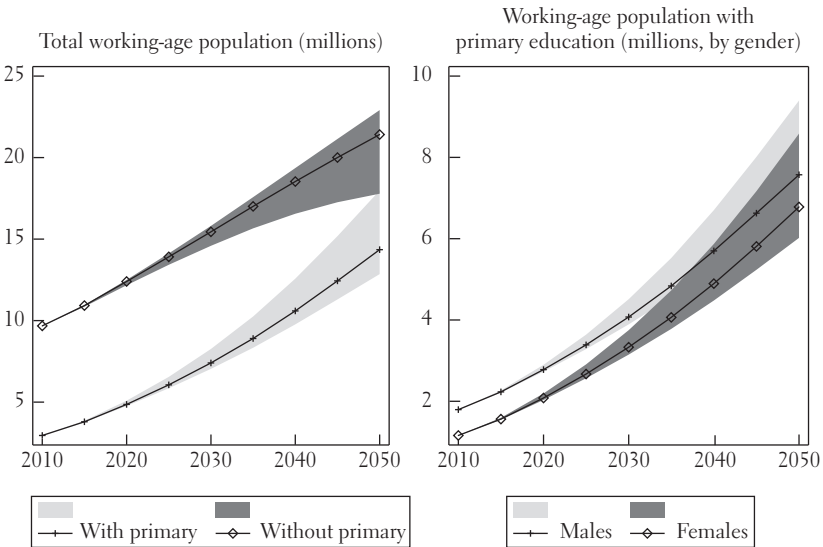 Total working-age population (millions)
25
20
15
10
5
2010 2020 2030 2040 2050
With primary Without primary
Working-age population with
primary education (millions, by gender)
10
8
6
4
2
2010 2020 2030 2040 2050
Males Females